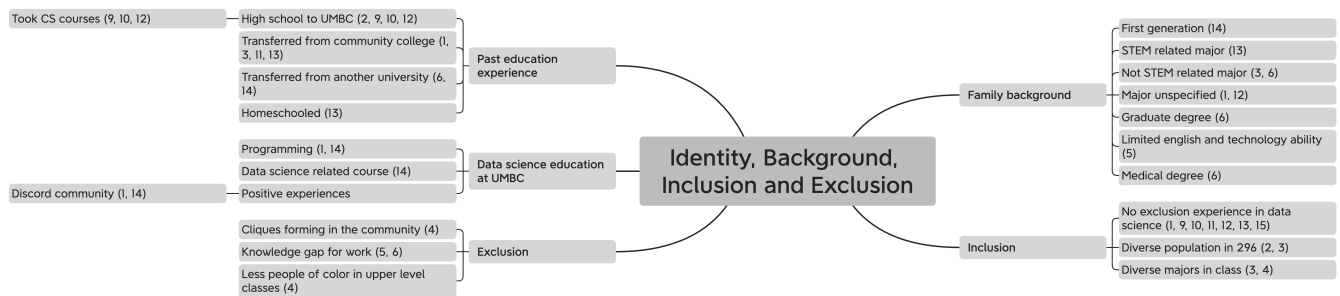 Identity, Background,
Inclusion and Exclusion
Past education
experience
High school to UMBC (2, 9, 10, 12)
Took CS courses (9, 10, 12)
Transferred from community college (1,
3, 11, 13)
Transferred from another university (6,
14)
Homeschooled (13)
Data science education
at UMBC
Programming (1, 14)
Data science related course (14)
Positive experiences
Discord community (1, 14)
Exclusion
Cliques forming in the community (4)
Knowledge gap for work (5, 6)
Less people of color in upper level
classes (4)
Family background
First generation (14)
STEM related major (13)
Not STEM related major (3, 6)
Major unspecified (1, 12)
Graduate degree (6)
Limited english and technology ability
(5)
Medical degree (6)
Inclusion
No exclusion experience in data
science (1, 9, 10, 11, 12, 13, 15)
Diverse population in 296 (2, 3)
Diverse majors in class (3, 4)